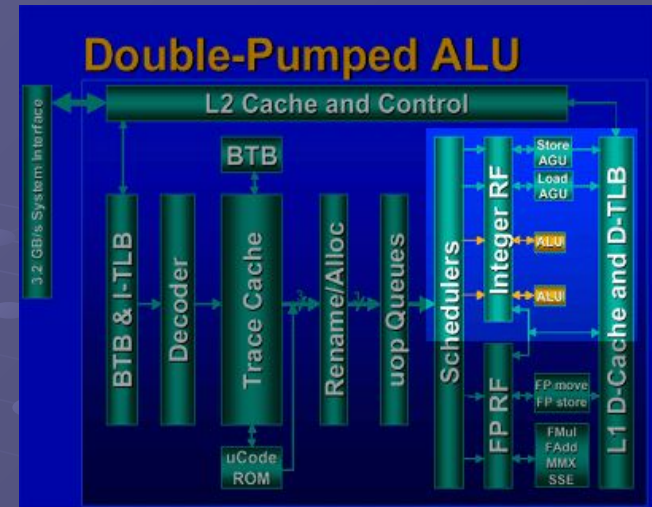 Double-Pumped ALU
3.2 GB/s System Interface
L2 Cache and Control
BTB
BTB & I-TLB
Decoder
Trace Cache
3
Rename/Alloc
3
uop Queues
Schedulers
Integer RF
Store
AGU
Load
AGU
ALU
ALU
L1 D-Cache and D-TLB
uCode
ROM
FP RF
FP move
FP store
FMul
FAdd
MMX
SSE